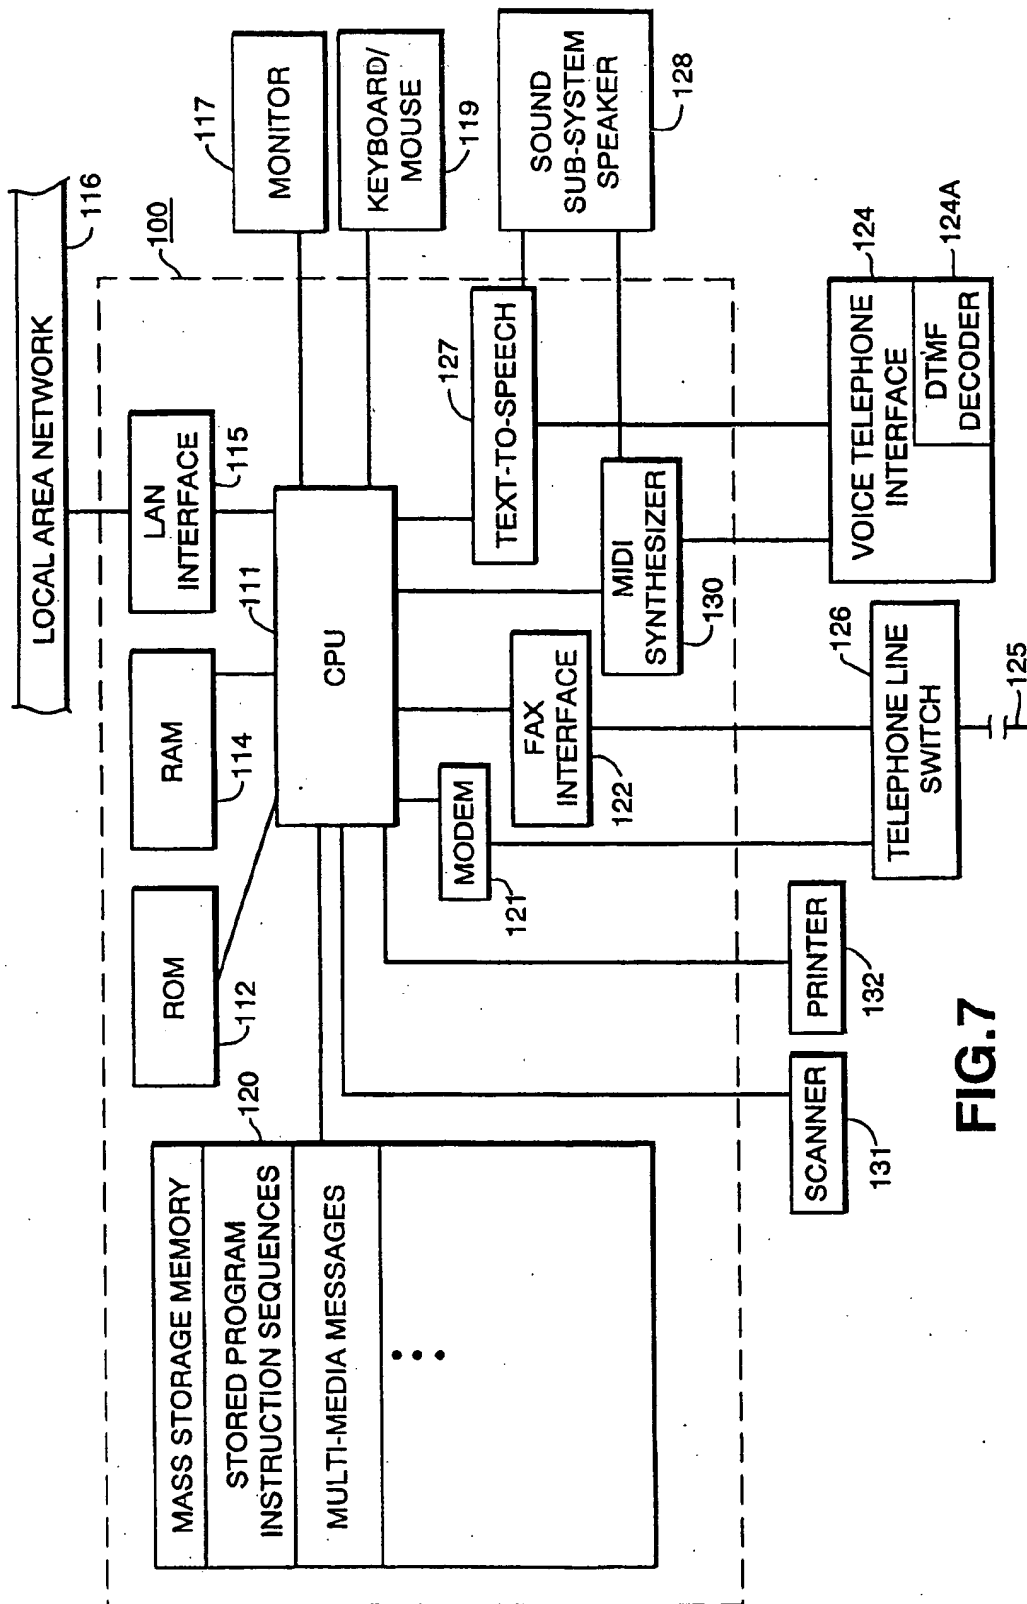 LOCAL AREA NETWORK
116
100
ROM
112
RAM
114
LAN
INTERFACE
115
MONITOR
117
KEYBOARD/
MOUSE
119
CPU
111
MASS STORAGE MEMORY
120
STORED PROGRAM
INSTRUCTION SEQUENCES
MULTI-MEDIA MESSAGES
MODEM
121
FAX
INTERFACE
122
MIDI
SYNTHESIZER
130
TEXT-TO-SPEECH
127
SOUND
SUB-SYSTEM
SPEAKER
128
SCANNER
131
PRINTER
132
TELEPHONE LINE
SWITCH
126
125
VOICE TELEPHONE
INTERFACE
124
DTMF
DECODER
124A
FIG.7